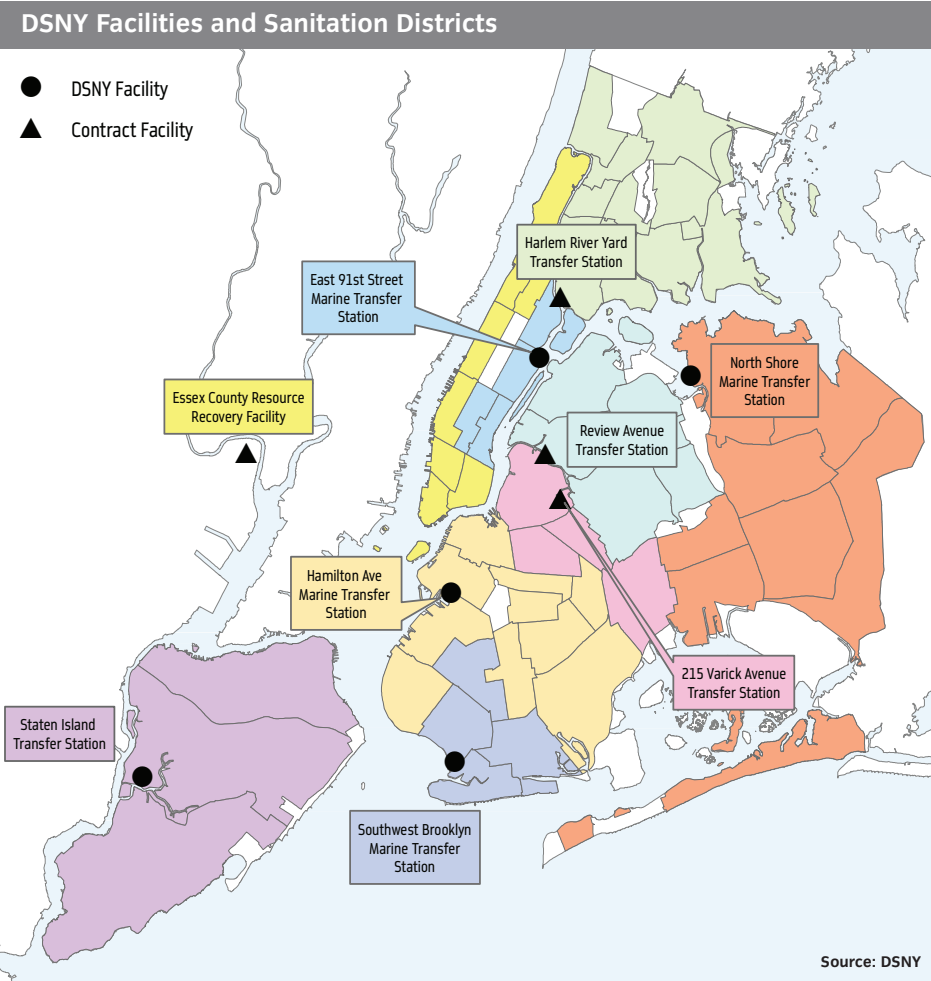 DSNY Facilities and Sanitation Districts
DSNY Facility
Contract Facility
Harlem River Yard
Transfer Station
East 91st Street
Marine Transfer
Station
North Shore
Marine Transfer
Station
Essex County Resource
Recovery Facility
Review Avenue
Transfer Station
Hamilton Ave
Marine Transfer
Station
215 Varick Avenue
Transfer Station
Staten Island
Transfer Station
Southwest Brooklyn
Marine Transfer
Station
Source: DSNY